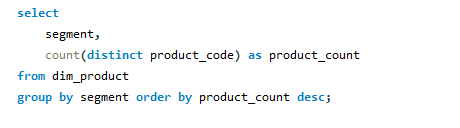 select
segment,
count(distinct product_code) as product_count
from dim_product
group by segment order by product_count desc;